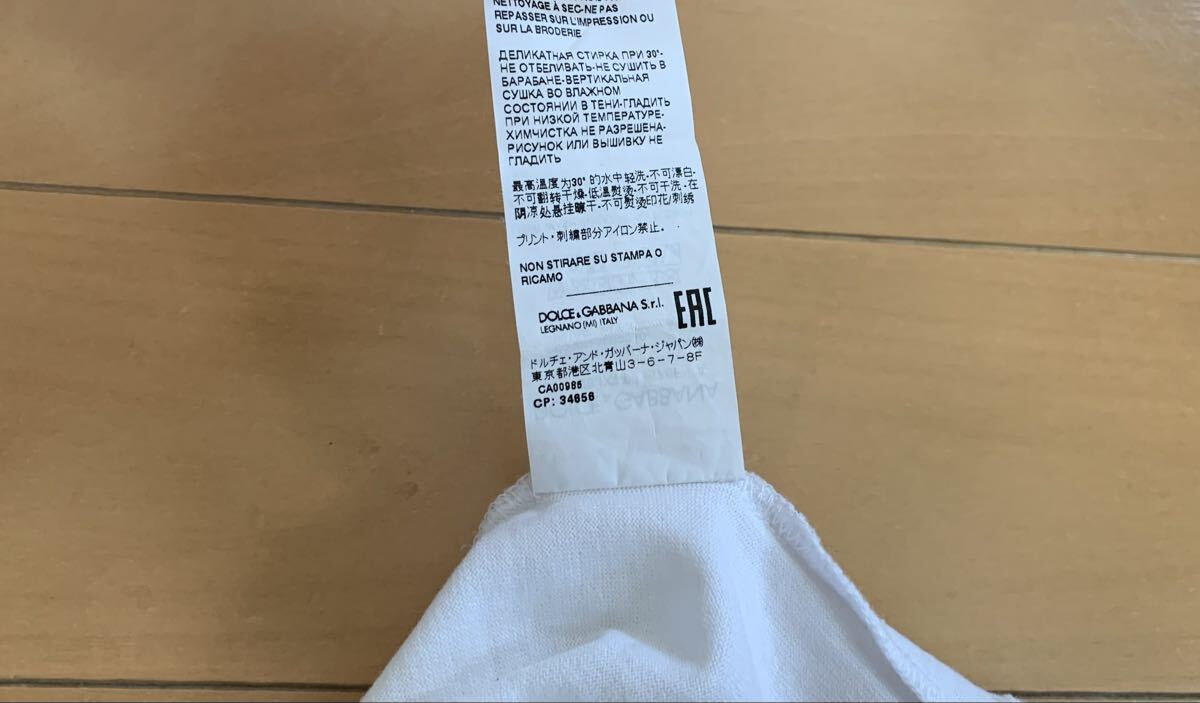 NETTOYAGE À SEC-NE PAS
REPASSER SUR L'IMPRESSION OU
SUR LA BRODERIE
ДЕЛИКАТНАЯ СТИРКА ПРИ 30°-
НЕ ОТБЕЛИВАТЬ-НЕ СУШИТЬ В
БАРАБАНЕ-ВЕРТИКАЛЬНАЯ
СУШКА ВО ВЛАЖНОМ
СОСТОЯНИИ В ТЕНИ-ГЛАДИТЬ
ПРИ НИЗКОЙ ТЕМПЕРАТУРЕ-
ХИМЧИСТКА НЕ РАЗРЕШЕНА-
РИСУНОК ИЛИ ВЫШИВКУ НЕ
ГЛАДИТЬ
最高温度为30°的水中轻洗-不可漂白-
不可翻转干燥-低温熨烫-不可干洗-在
阴凉处悬挂晾干-不可熨烫印花/刺绣
プリント・刺繍部分アイロン禁止。
NON STIRARE SU STAMPA O
RICAMO
DOLCE & GABBANA S.r.l.
LEGNANO (MI) ITALY
EAC
ドルチェ・アンド・ガッバーナ・ジャパン㈱
東京都港区北青山3-6-7-8F
CA00985
CP: 34656